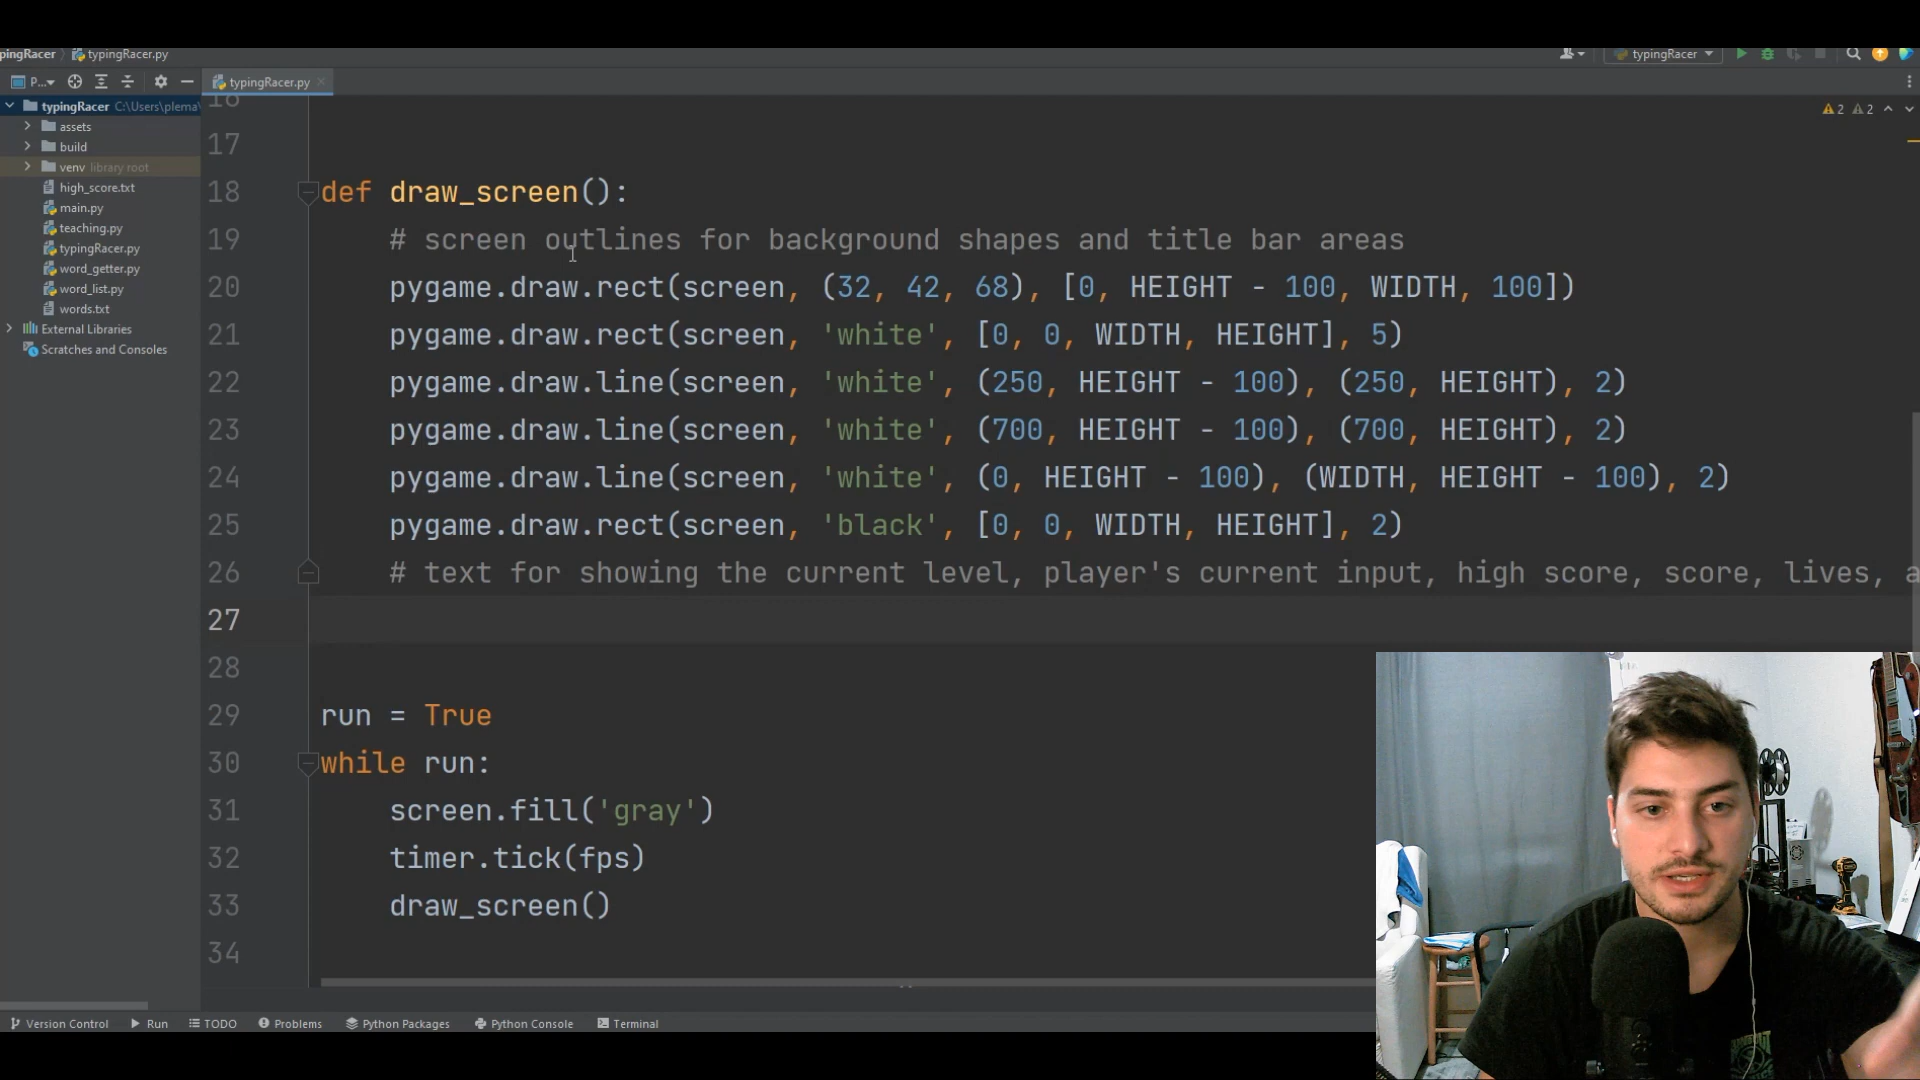 pingRacer typingRacer.py
typingRacer
P...
typingRacer.py
typingRacer C:\Users\plema\
assets
build
venv library root
high_score.txt
main.py
teaching.py
typingRacer.py
word_getter.py
word_list.py
words.txt
External Libraries
Scratches and Consoles
2 2
16
17
18 def draw_screen():
19 # screen outlines for background shapes and title bar areas
20 pygame.draw.rect(screen, (32, 42, 68), [0, HEIGHT - 100, WIDTH, 100])
21 pygame.draw.rect(screen, 'white', [0, 0, WIDTH, HEIGHT], 5)
22 pygame.draw.line(screen, 'white', (250, HEIGHT - 100), (250, HEIGHT), 2)
23 pygame.draw.line(screen, 'white', (700, HEIGHT - 100), (700, HEIGHT), 2)
24 pygame.draw.line(screen, 'white', (0, HEIGHT - 100), (WIDTH, HEIGHT - 100), 2)
25 pygame.draw.rect(screen, 'black', [0, 0, WIDTH, HEIGHT], 2)
26 # text for showing the current level, player's current input, high score, score, lives, a
27
28
29 run = True
30 while run:
31 screen.fill('gray')
32 timer.tick(fps)
33 draw_screen()
34
Version Control Run TODO Problems Python Packages Python Console Terminal